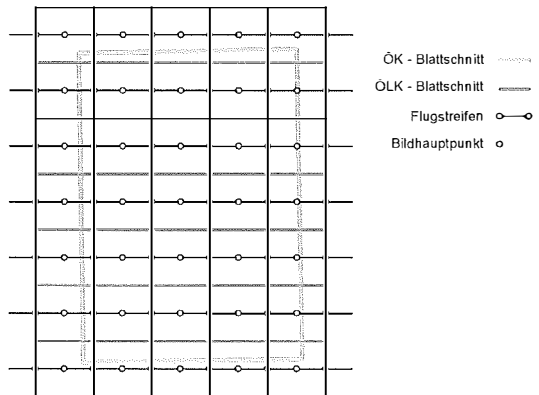 ÖK - Blattschnitt
ÖLK - Blattschnitt
Flugstreifen
Bildhauptpunkt